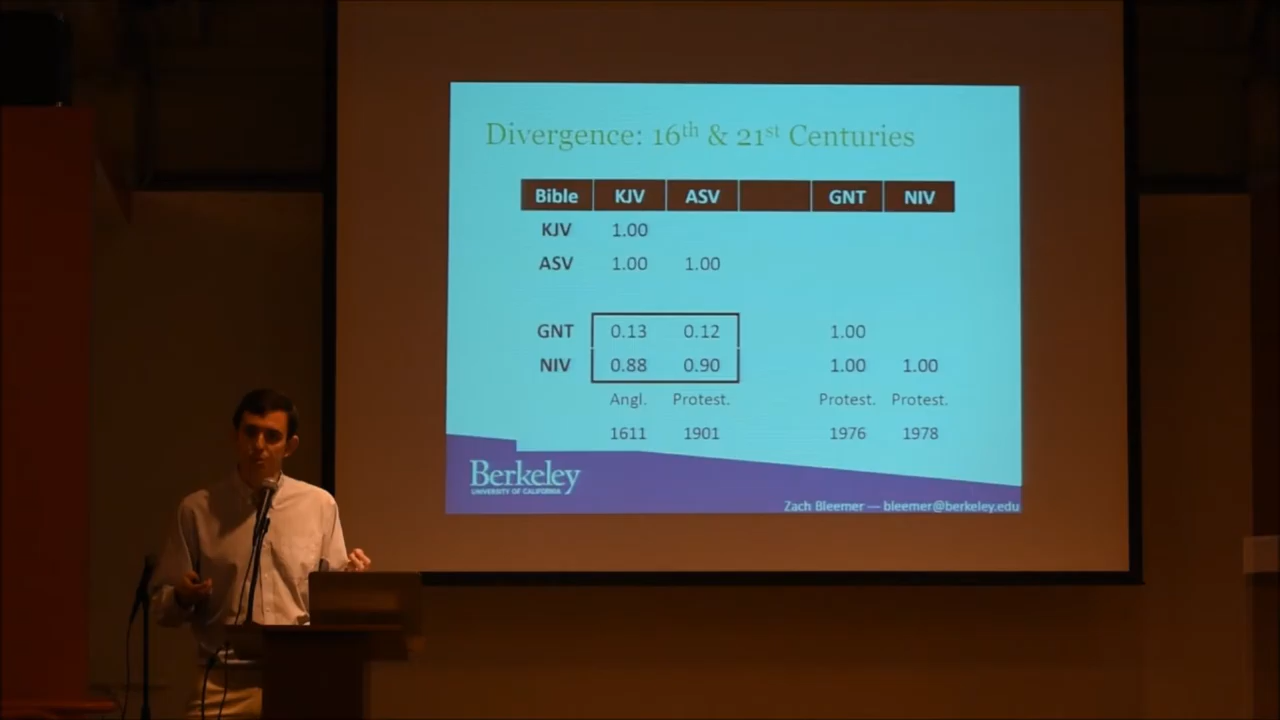 Divergence: 16th & 21st Centuries
Bible KJV ASV GNT NIV
KJV 1.00
ASV 1.00 1.00
GNT 0.13 0.12 1.00
NIV 0.88 0.90 1.00 1.00
Angl. Protest. Protest. Protest.
1611 1901 1976 1978
Berkeley
UNIVERSITY OF CALIFORNIA
Zach Bleemer — bleemer@berkeley.edu